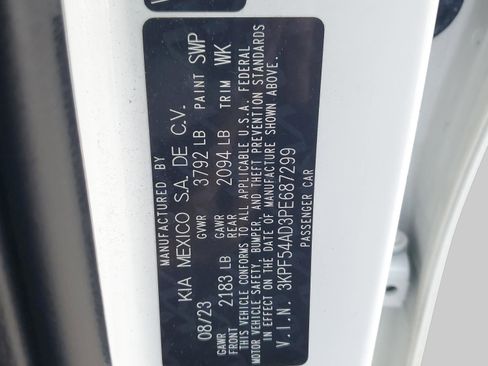 MANUFACTURED BY
KIA MEXICO S.A. DE C.V.
08/23 GVWR 3792 LB PAINT SWP
GAWR FRONT 2183 LB GAWR REAR 2094 LB TRIM WK
THIS VEHICLE CONFORMS TO ALL APPLICABLE U.S.A. FEDERAL
MOTOR VEHICLE SAFETY, BUMPER, AND THEFT PREVENTION STANDARDS
IN EFFECT ON THE DATE OF MANUFACTURE SHOWN ABOVE.
V.I.N. 3KPF54AD3PE687299
PASSENGER CAR